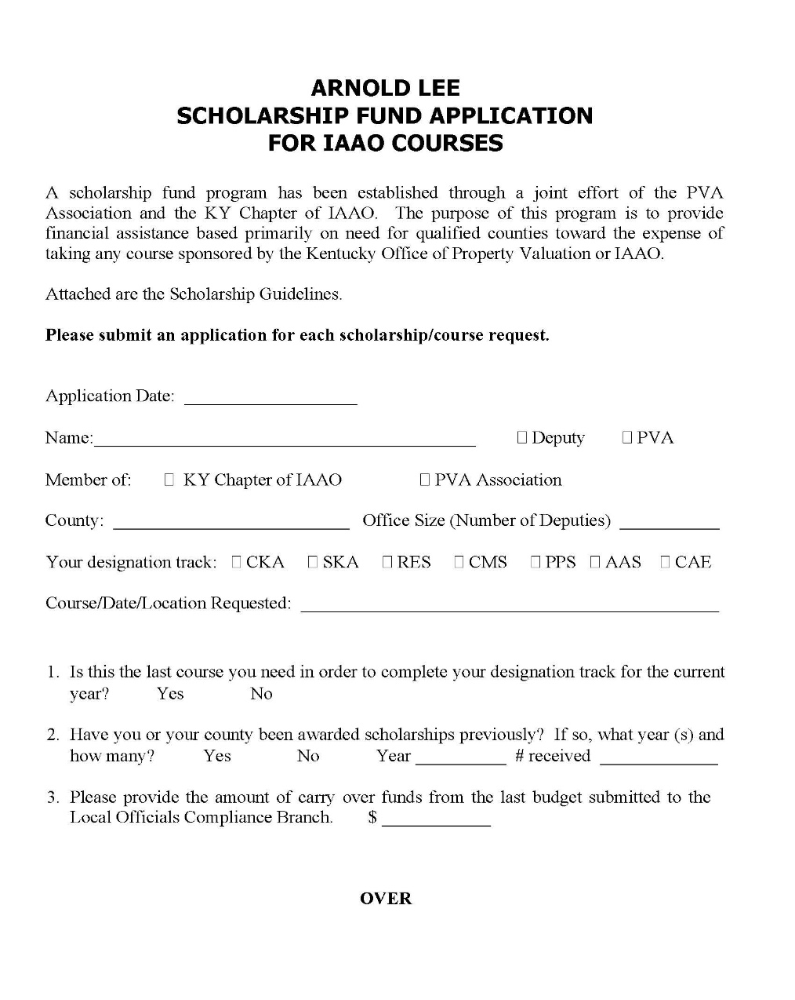 ARNOLD LEE
SCHOLARSHIP FUND APPLICATION
FOR IAAO COURSES
A scholarship fund program has been established through a joint effort of the PVA
Association and the KY Chapter of IAAO. The purpose of this program is to provide
financial assistance based primarily on need for qualified counties toward the expense of
taking any course sponsored by the Kentucky Office of Property Valuation or IAAO.
Attached are the Scholarship Guidelines.
Please submit an application for each scholarship/course request.
Application Date: ____________________
Name:____________________________________________ □ Deputy □ PVA
Member of: □ KY Chapter of IAAO □ PVA Association
County: ___________________________ Office Size (Number of Deputies) ___________
Your designation track: □ CKA □ SKA □ RES □ CMS □ PPS □ AAS □ CAE
Course/Date/Location Requested: ________________________________________________
1. Is this the last course you need in order to complete your designation track for the current
year? Yes No
2. Have you or your county been awarded scholarships previously? If so, what year (s) and
how many? Yes No Year __________ # received _____________
3. Please provide the amount of carry over funds from the last budget submitted to the
Local Officials Compliance Branch. $ ____________
OVER